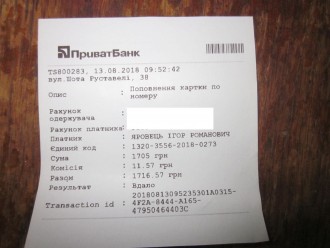 ПриватБанк
TS800283, 13.08.2018 09:52:42
вул.Шота Руставелі, 38
Опис : Поповнення картки по номеру
Рахунок одержувача :
Рахунок платника:
Платник : ЯРОВЕЦЬ ІГОР РОМАНОВИЧ
Єдиний код : 1320-3556-2018-0273
Сума : 1705 грн
Комісія : 11.57 грн
Разом : 1716.57 грн
Результат : Вдало
Transaction id : 20180813095235301A0315-4F2A-8444-A165-47950464403C